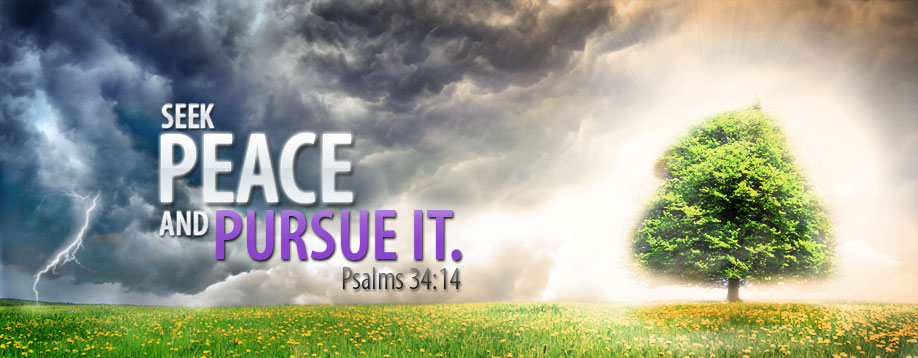 SEEK
PEACE
AND PURSUE IT.
Psalms 34:14